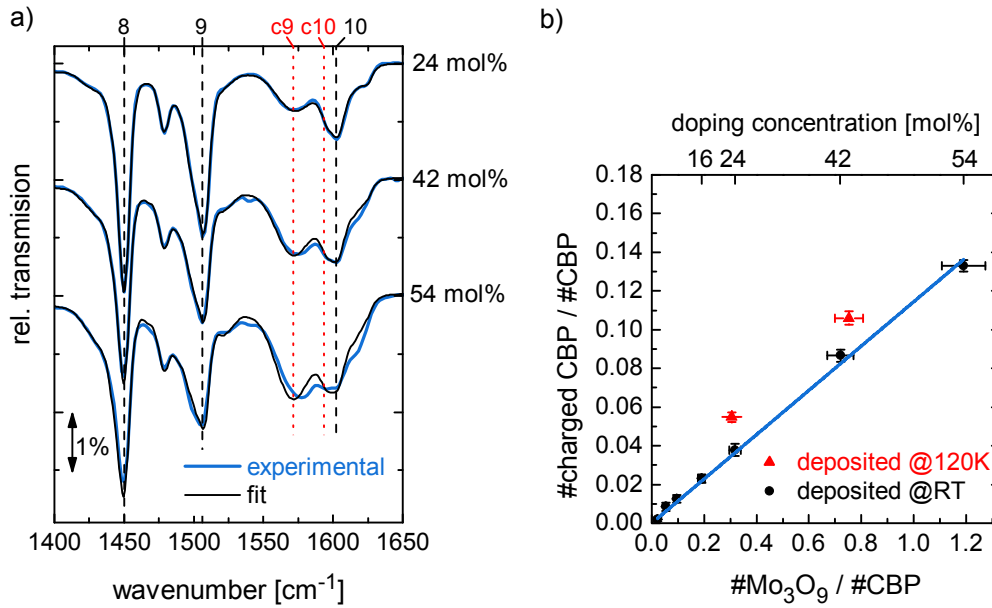 a)
8 9 c9 c10 10
24 mol%
42 mol%
54 mol%
rel. transmision
1%
experimental
fit
1400 1450 1500 1550 1600 1650
wavenumber [cm⁻¹]
b)
doping concentration [mol%]
16 24 42 54
#charged CBP / #CBP
0.18
0.16
0.14
0.12
0.10
0.08
0.06
0.04
0.02
0.00
deposited @120K
deposited @RT
0.0 0.2 0.4 0.6 0.8 1.0 1.2
#Mo₃O₉ / #CBP